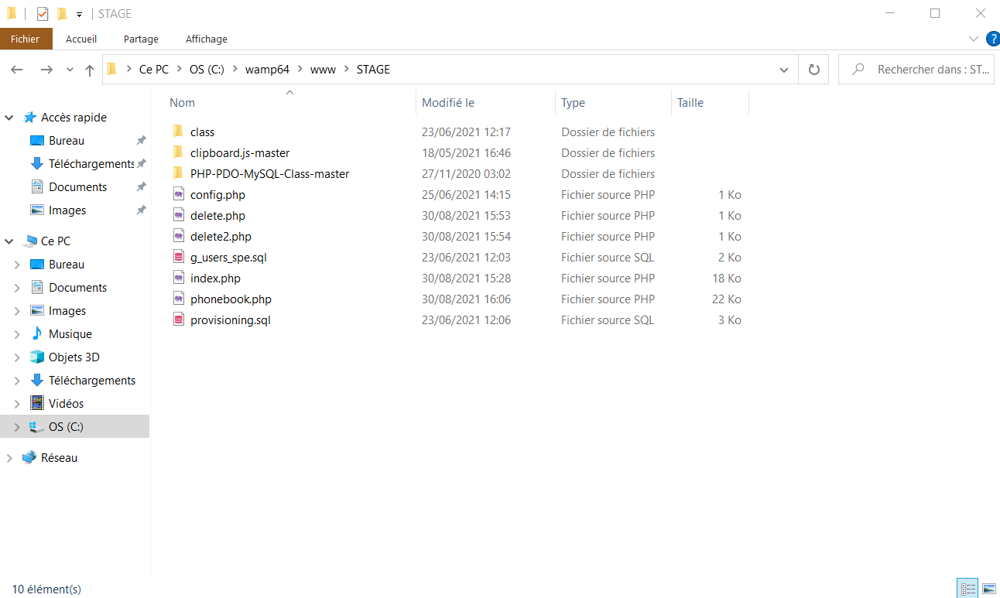 STAGE
Fichier Accueil Partage Affichage ?
Ce PC OS (C:) wamp64 www STAGE Rechercher dans : ST...
Nom Modifié le Type Taille
Accès rapide
Bureau
Téléchargements
Documents
Images
Ce PC
Bureau
Documents
Images
Musique
Objets 3D
Téléchargements
Vidéos
OS (C:)
Réseau
class 23/06/2021 12:17 Dossier de fichiers
clipboard.js-master 18/05/2021 16:46 Dossier de fichiers
PHP-PDO-MySQL-Class-master 27/11/2020 03:02 Dossier de fichiers
config.php 25/06/2021 14:15 Fichier source PHP 1 Ko
delete.php 30/08/2021 15:53 Fichier source PHP 1 Ko
delete2.php 30/08/2021 15:54 Fichier source PHP 1 Ko
g_users_spe.sql 23/06/2021 12:03 Fichier source SQL 2 Ko
index.php 30/08/2021 15:28 Fichier source PHP 18 Ko
phonebook.php 30/08/2021 16:06 Fichier source PHP 22 Ko
provisioning.sql 23/06/2021 12:06 Fichier source SQL 3 Ko
10 élément(s)